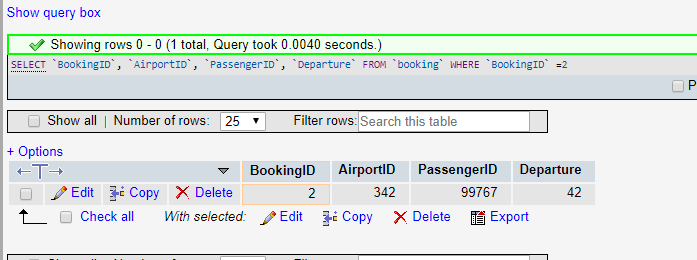 Show query box
Showing rows 0 - 0 (1 total, Query took 0.0040 seconds.)
SELECT `BookingID`, `AirportID`, `PassengerID`, `Departure` FROM `booking` WHERE `BookingID` =2
P
Show all | Number of rows: 25 Filter rows: Search this table
+ Options
BookingID AirportID PassengerID Departure
Edit Copy Delete 2 342 99767 42
Check all With selected: Edit Copy Delete Export